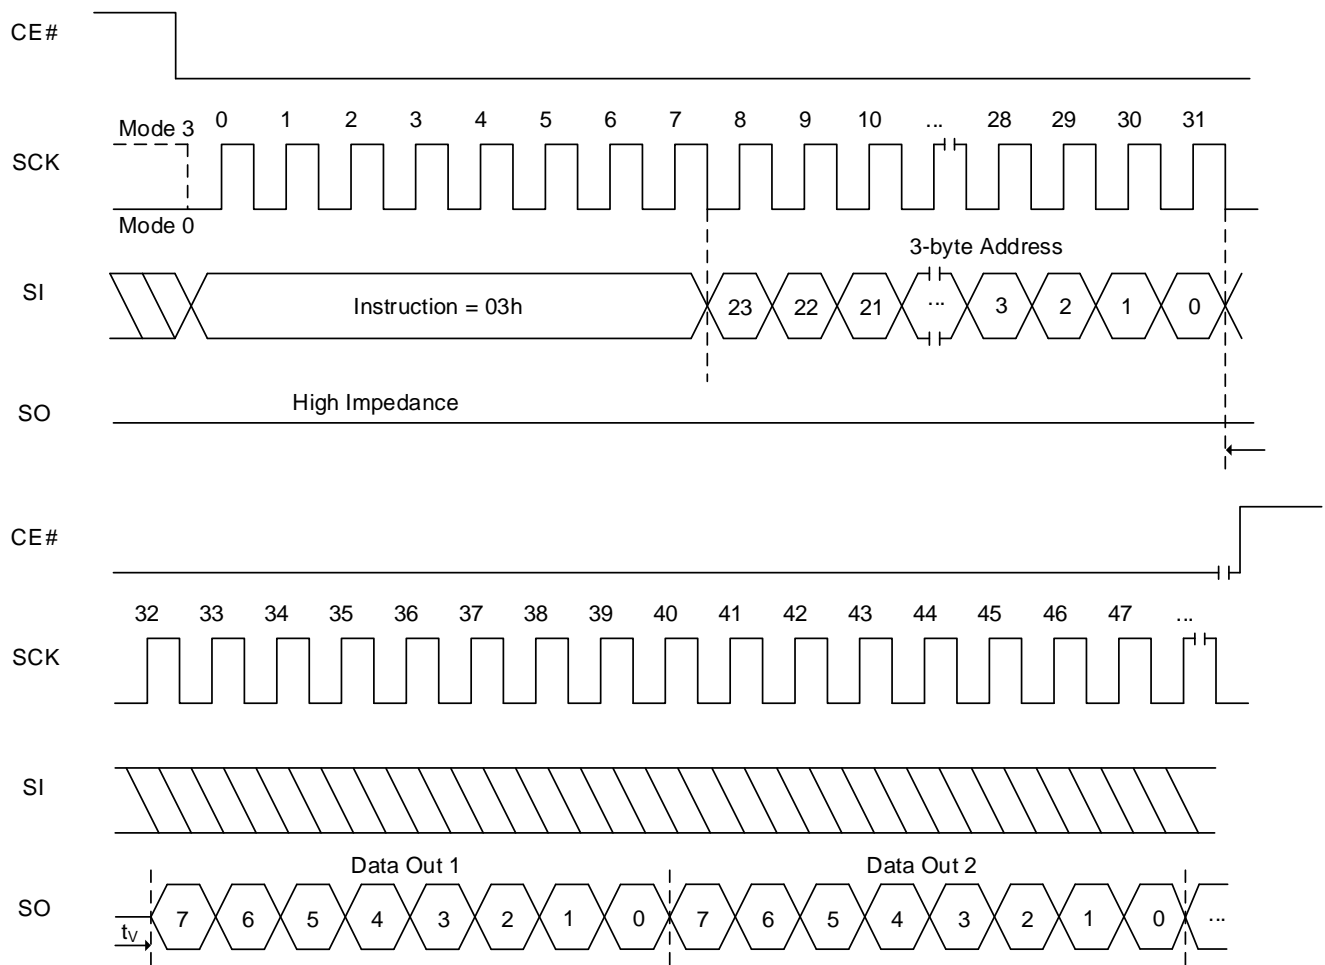 CE#
Mode 3 0 1 2 3 4 5 6 7 8 9 10 ... 28 29 30 31
SCK
Mode 0
3-byte Address
SI Instruction = 03h 23 22 21 ... 3 2 1 0
SO High Impedance
CE#
32 33 34 35 36 37 38 39 40 41 42 43 44 45 46 47 ...
SCK
SI
Data Out 1 Data Out 2
SO 7 6 5 4 3 2 1 0 7 6 5 4 3 2 1 0 ...
tV